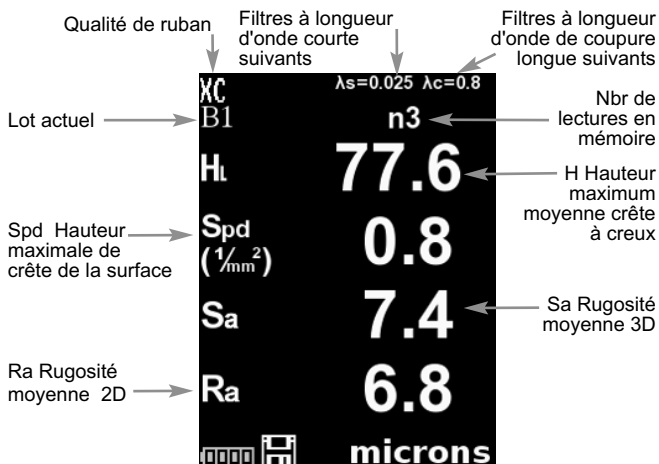 Qualité de ruban
Filtres à longueur
d'onde courte
suivants
Filtres à longueur
d'onde de coupure
longue suivants
XC
λs=0.025 λc=0.8
Lot actuel
B1
n3
Nbr de
lectures en
mémoire
HL
77.6
H Hauteur
maximum
moyenne crête
à creux
Spd Hauteur
maximale de
crête de la surface
Spd
(1/mm²)
0.8
Sa
7.4
Sa Rugosité
moyenne 3D
Ra Rugosité
moyenne 2D
Ra
6.8
microns